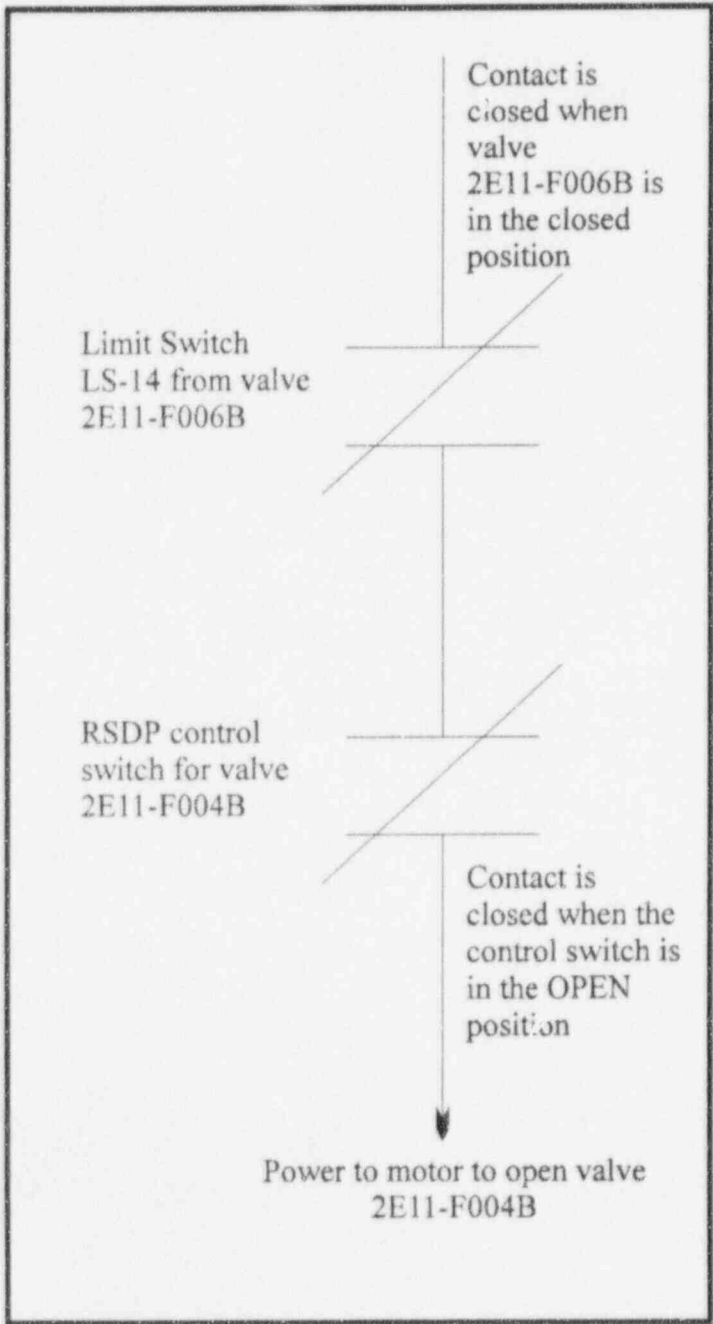 Contact is
closed when
valve
2E11-F006B is
in the closed
position
Limit Switch
LS-14 from valve
2E11-F006B
RSDP control
switch for valve
2E11-F004B
Contact is
closed when the
control switch is
in the OPEN
position
Power to motor to open valve
2E11-F004B